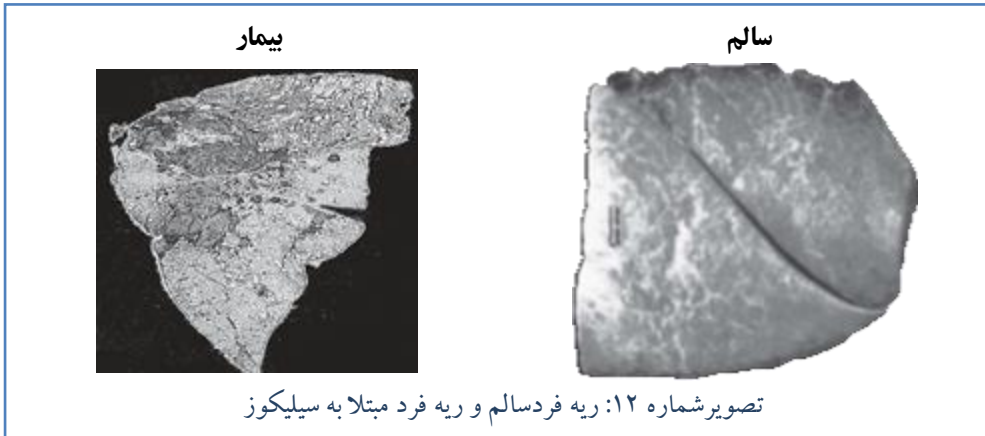 سالم
بیمار
تصویرشماره ۱۲: ریه فردسالم و ریه فرد مبتلا به سیلیکوز